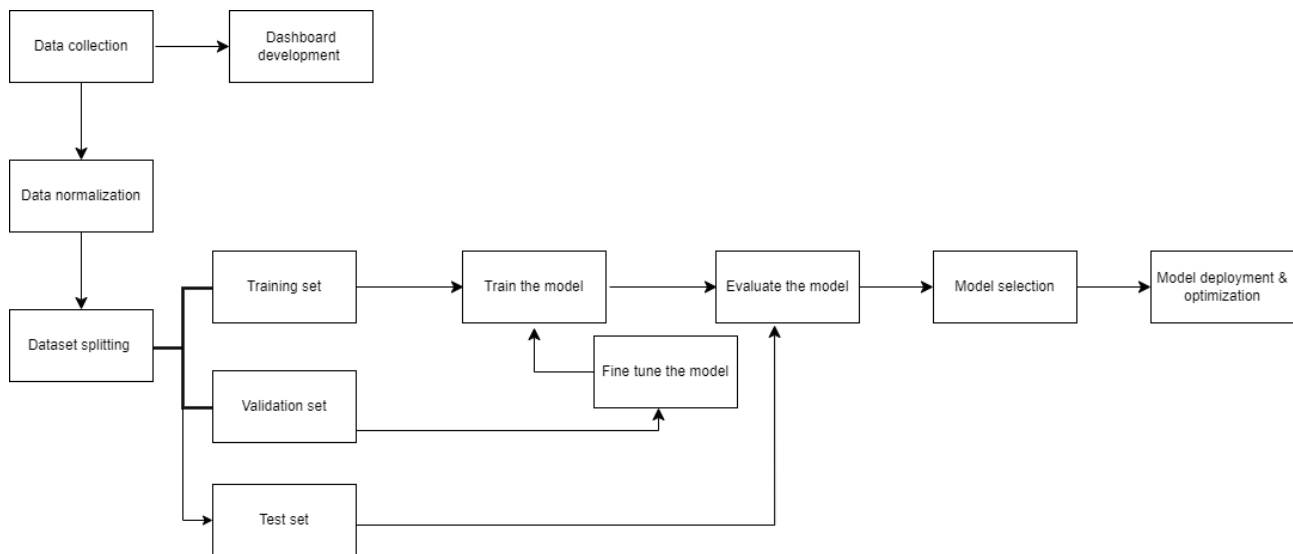 Data collection
Dashboard
development
Data normalization
Training set
Train the model
Evaluate the model
Model selection
Model deployment &
optimization
Dataset splitting
Fine tune the model
Validation set
Test set